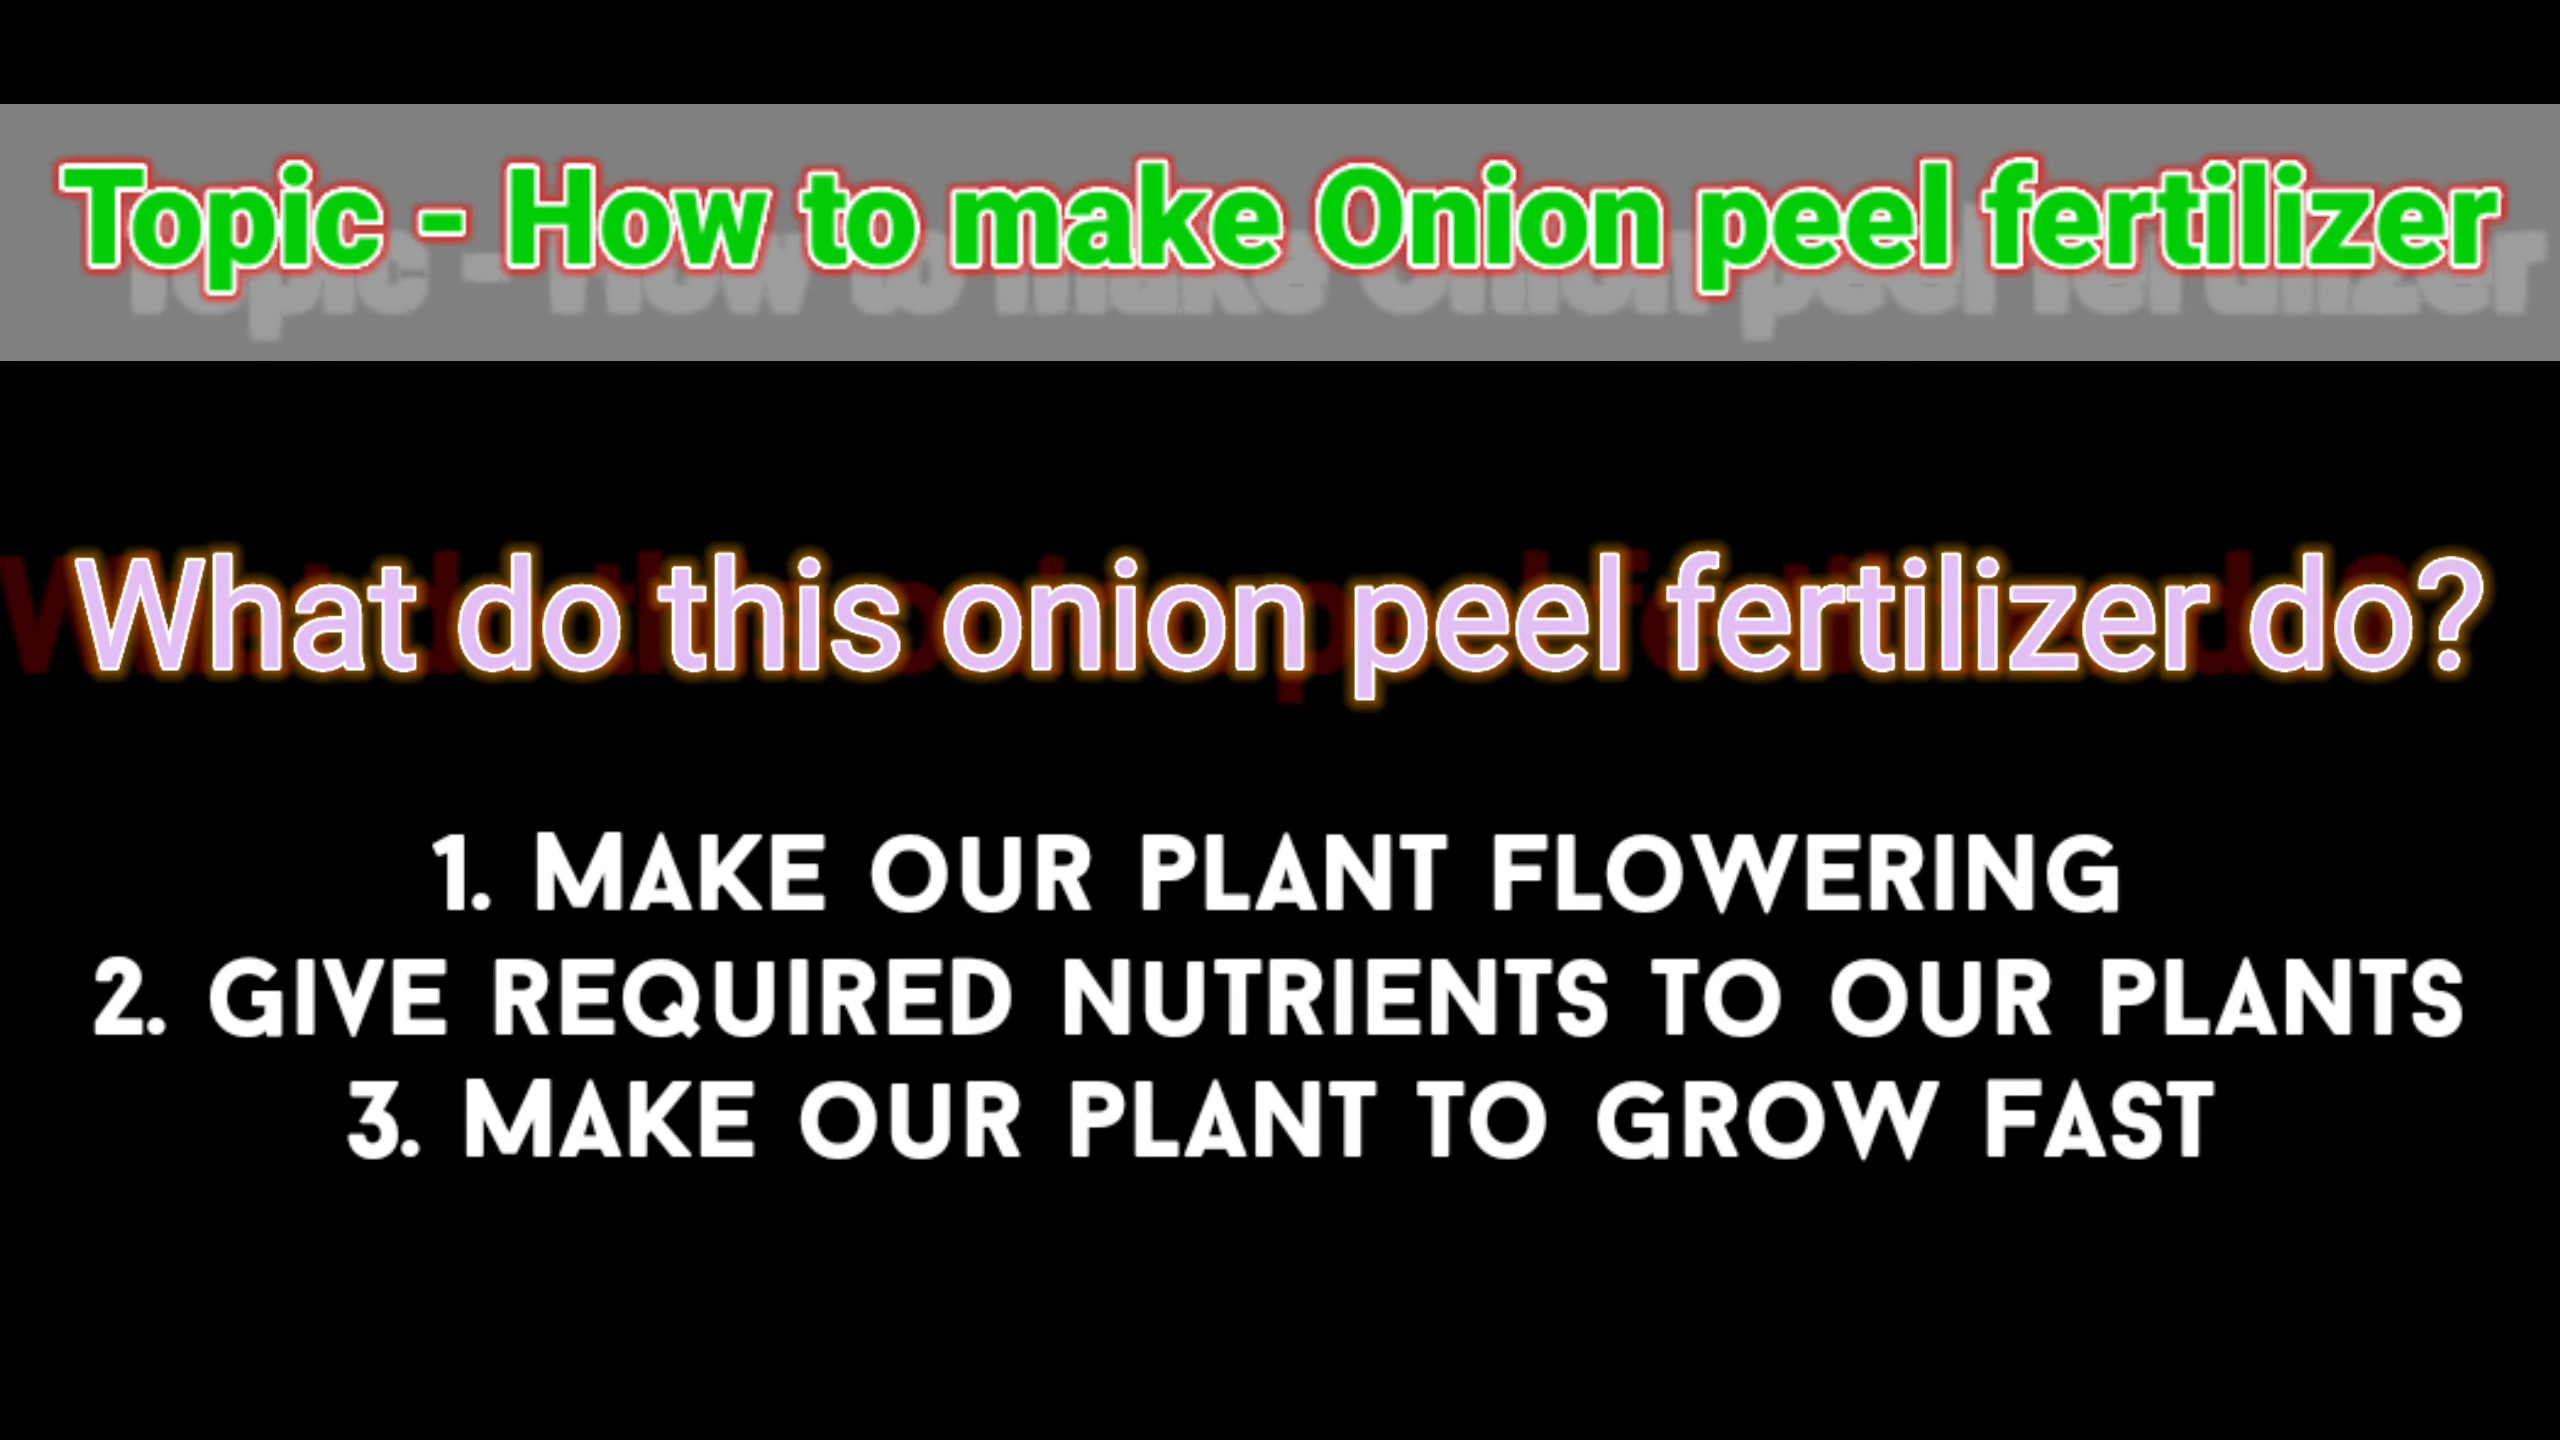 Topic - How to make Onion peel fertilizer
What do this onion peel fertilizer do?
1. MAKE OUR PLANT FLOWERING
2. GIVE REQUIRED NUTRIENTS TO OUR PLANTS
3. MAKE OUR PLANT TO GROW FAST